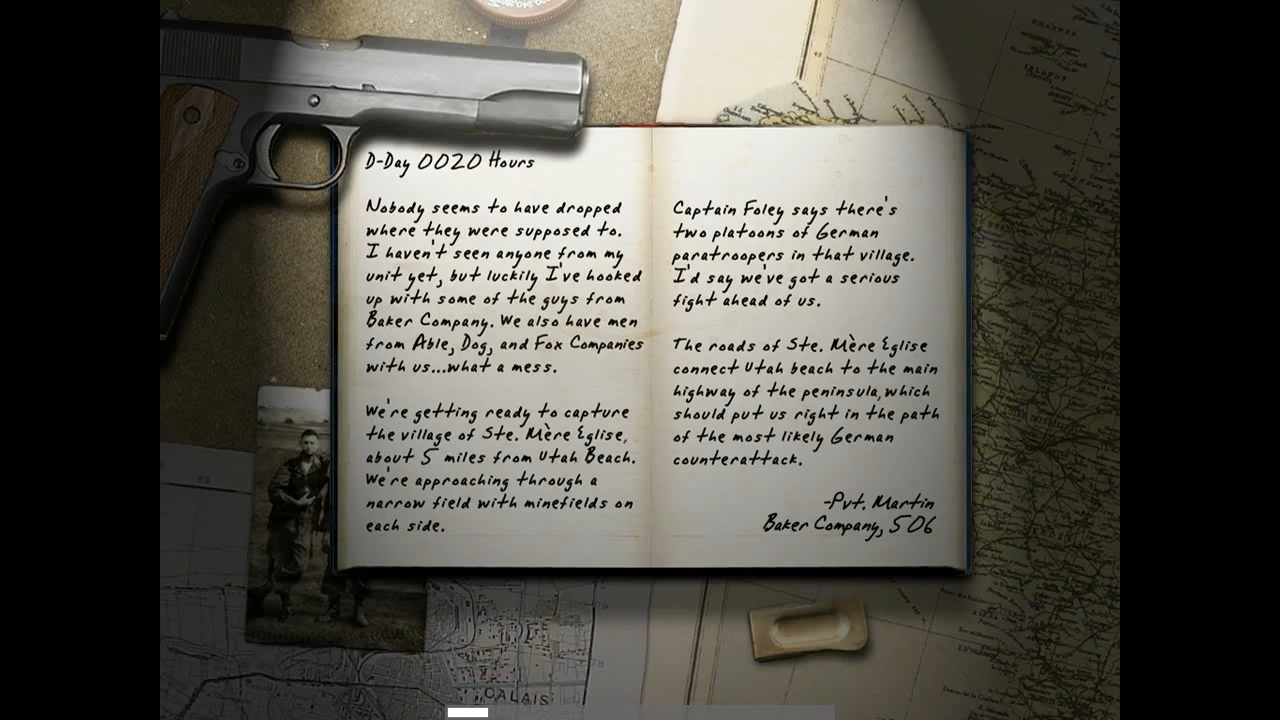 D-Day 0020 Hours
Nobody seems to have dropped
where they were supposed to.
I haven't seen anyone from my
unit yet, but luckily I've hooked
up with some of the guys from
Baker Company. We also have men
from Able, Dog, and Fox Companies
with us...what a mess.
We're getting ready to capture
the village of Ste. Mère Église,
about 5 miles from Utah Beach.
We're approaching through a
narrow field with minefields on
each side.
Captain Foley says there's
two platoons of German
paratroopers in that village.
I'd say we've got a serious
fight ahead of us.
The roads of Ste. Mère Église
connect Utah beach to the main
highway of the peninsula, which
should put us right in the path
of the most likely German
counterattack.
-Pvt. Martin
Baker Company, 506
CHANNEL
ISLANDS
CALAIS